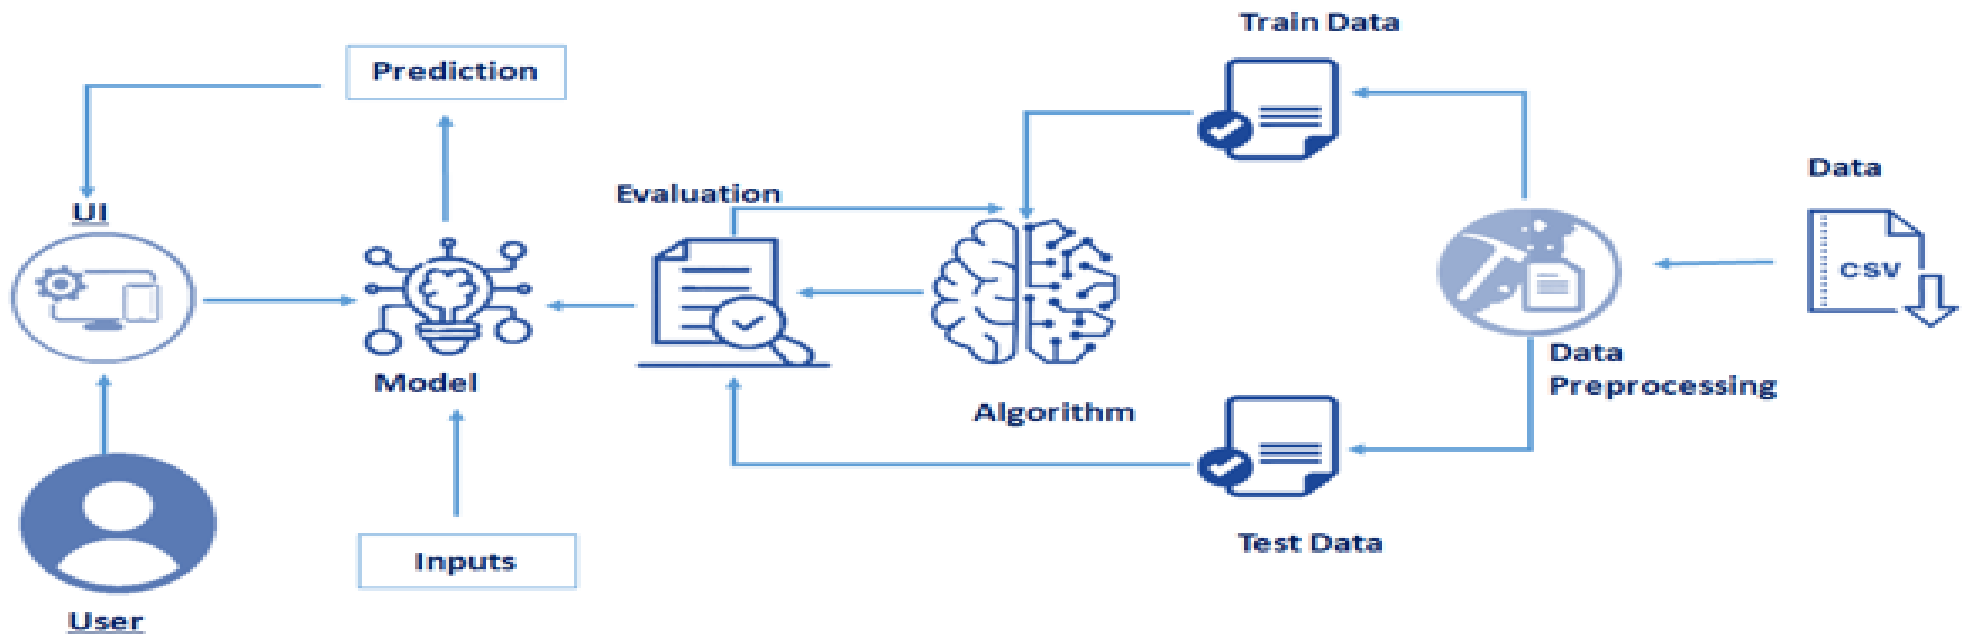 Train Data
Prediction
Data
Evaluation
UI
CSV
Data
Preprocessing
Model
Algorithm
Test Data
Inputs
User